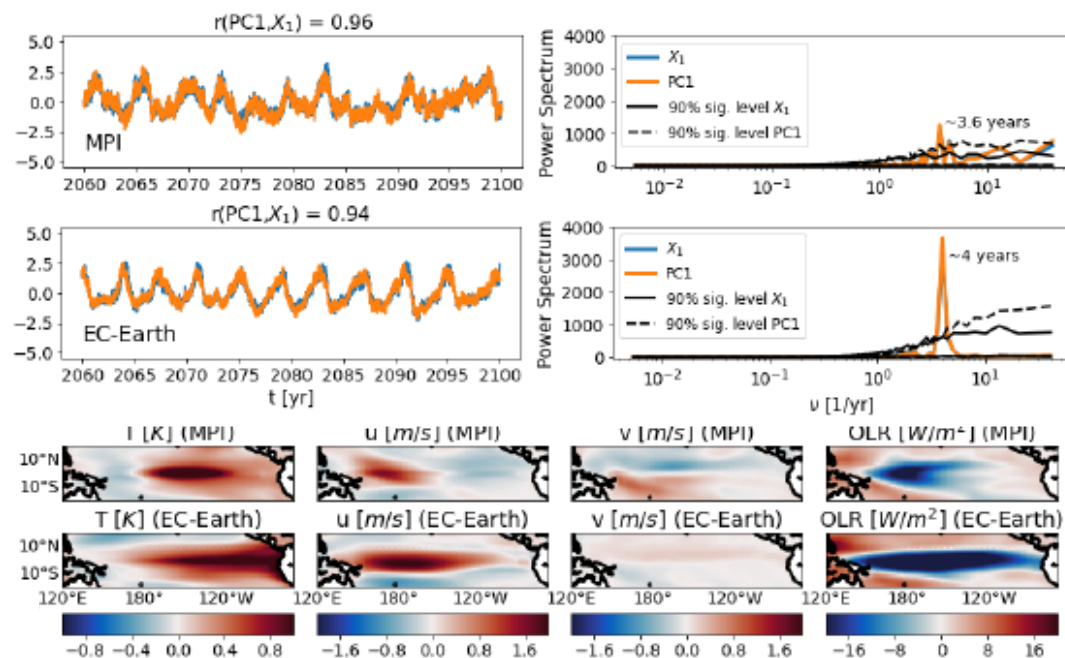 r(PC1,X₁) = 0.96
5.0
2.5
0.0
−2.5
−5.0
MPI
2060 2065 2070 2075 2080 2085 2090 2095 2100
Power Spectrum
4000
3000
2000
1000
0
X₁
PC1
90% sig. level X₁
90% sig. level PC1
~3.6 years
10⁻² 10⁻¹ 10⁰ 10¹
r(PC1,X₁) = 0.94
5.0
2.5
0.0
−2.5
−5.0
EC-Earth
2060 2065 2070 2075 2080 2085 2090 2095 2100
t [yr]
Power Spectrum
4000
3000
2000
1000
0
X₁
PC1
90% sig. level X₁
90% sig. level PC1
~4 years
10⁻² 10⁻¹ 10⁰ 10¹
ν [1/yr]
T [K] (MPI) u [m/s] (MPI) v [m/s] (MPI) OLR [W/m²] (MPI)
10°N
10°S
T [K] (EC-Earth) u [m/s] (EC-Earth) v [m/s] (EC-Earth) OLR [W/m²] (EC-Earth)
10°N
10°S
120°E 180° 120°W 120°E 180° 120°W 120°E 180° 120°W 120°E 180° 120°W
−0.8 −0.4 0.0 0.4 0.8 −1.6 −0.8 0.0 0.8 1.6 −1.6 −0.8 0.0 0.8 1.6 −16 −8 0 8 16